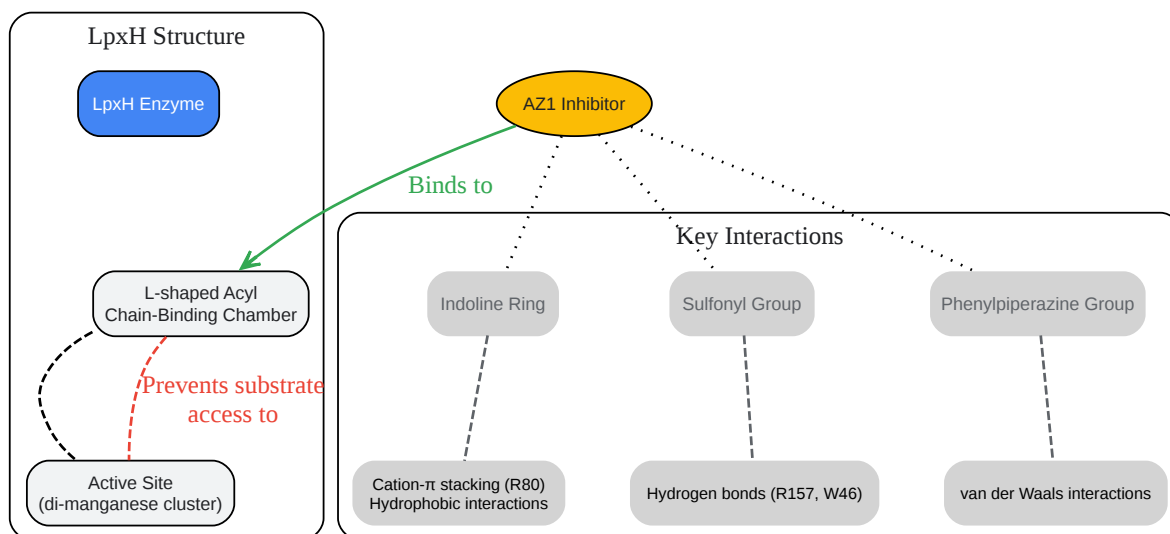 LpxH Structure
LpxH Enzyme
AZ1 Inhibitor
Binds to
Key Interactions
L-shaped Acyl
Chain-Binding Chamber
Indoline Ring
Sulfonyl Group
Phenylpiperazine Group
Prevents substrate
access to
Active Site
(di-manganese cluster)
Cation-π stacking (R80)
Hydrophobic interactions
Hydrogen bonds (R157, W46)
van der Waals interactions